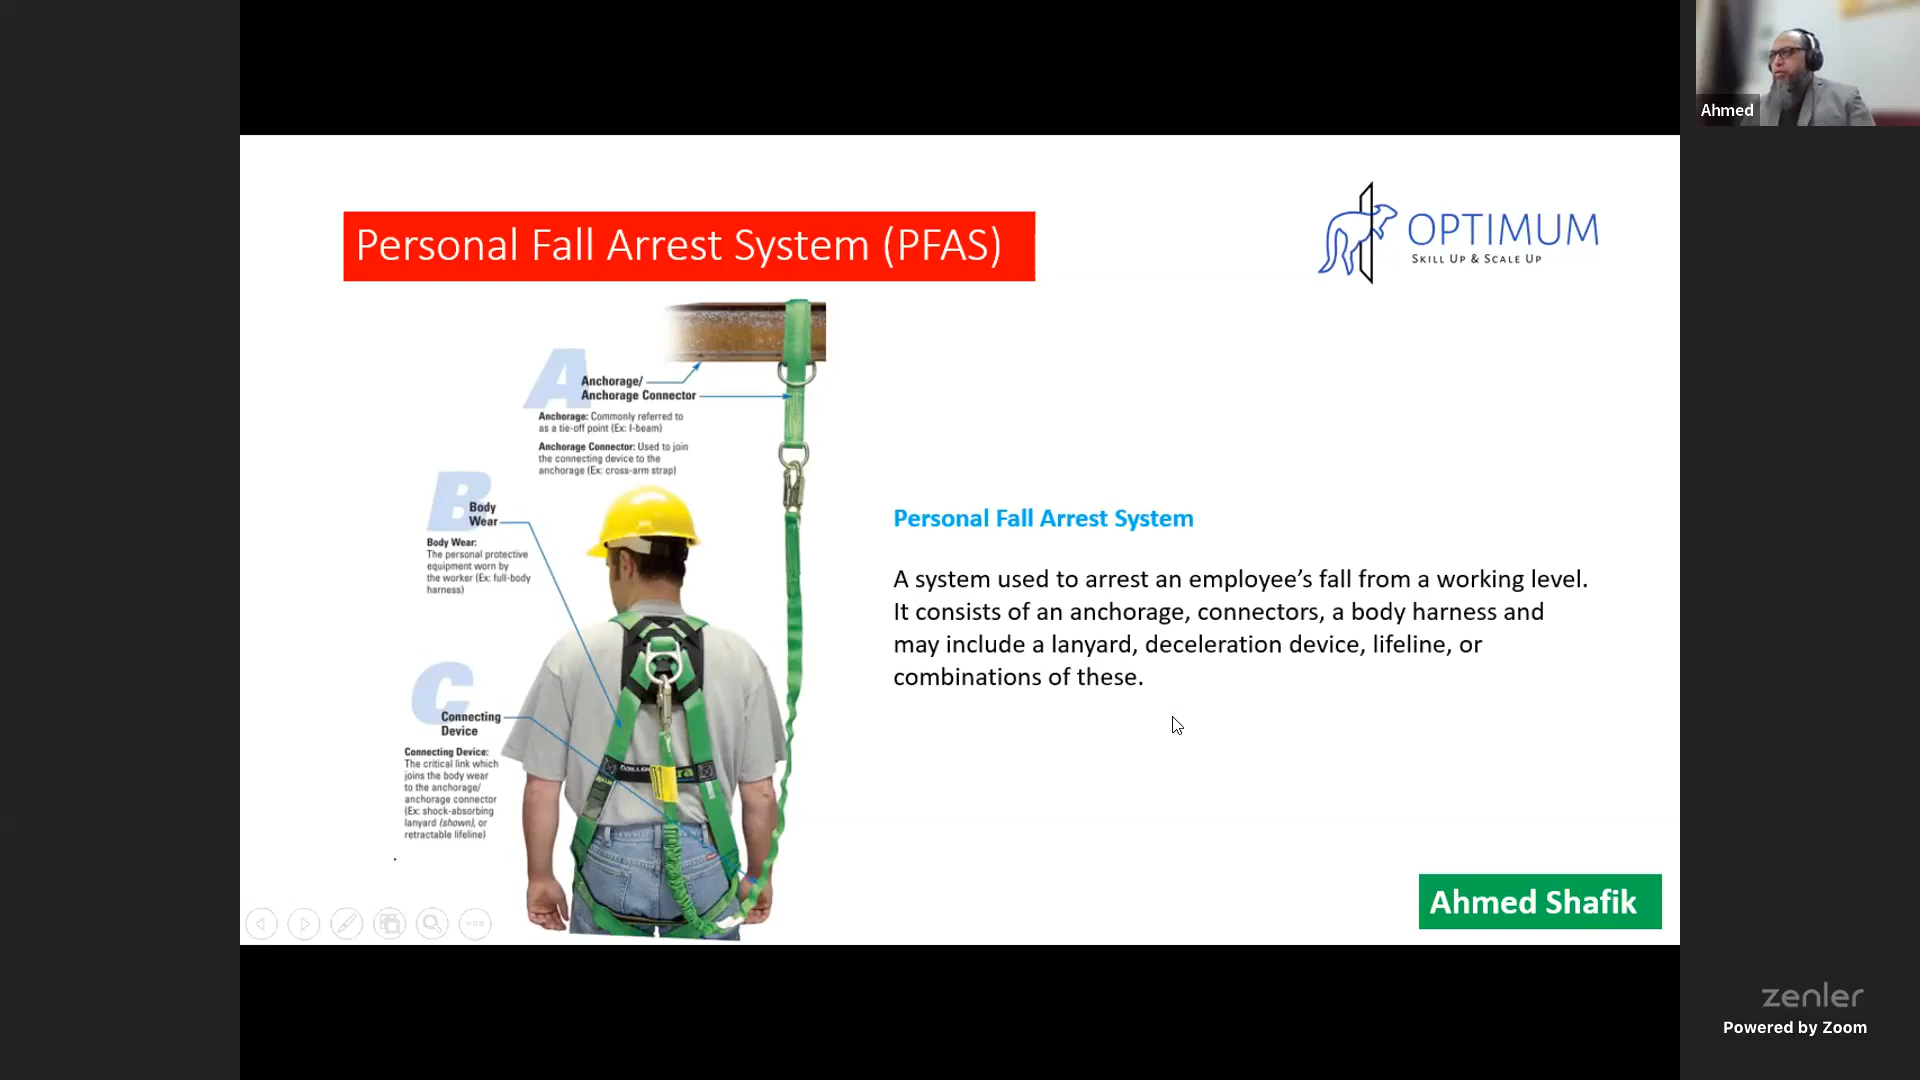 Ahmed
Personal Fall Arrest System (PFAS)
OPTIMUM
SKILL UP & SCALE UP
A
Anchorage/
Anchorage Connector
Anchorage: Commonly referred to
as a tie-off point (Ex: I-beam)
Anchorage Connector: Used to join
the connecting device to the
anchorage (Ex: cross-arm strap)
B
Body
Wear
Body Wear:
The personal protective
equipment worn by
the worker (Ex: full-body
harness)
C
Connecting
Device
Connecting Device:
The critical link which
joins the body wear
to the anchorage/
anchorage connector
(Ex: shock-absorbing
lanyard (shown), or
retractable lifeline)
Personal Fall Arrest System
A system used to arrest an employee’s fall from a working level.
It consists of an anchorage, connectors, a body harness and
may include a lanyard, deceleration device, lifeline, or
combinations of these.
Ahmed Shafik
zenler
Powered by Zoom